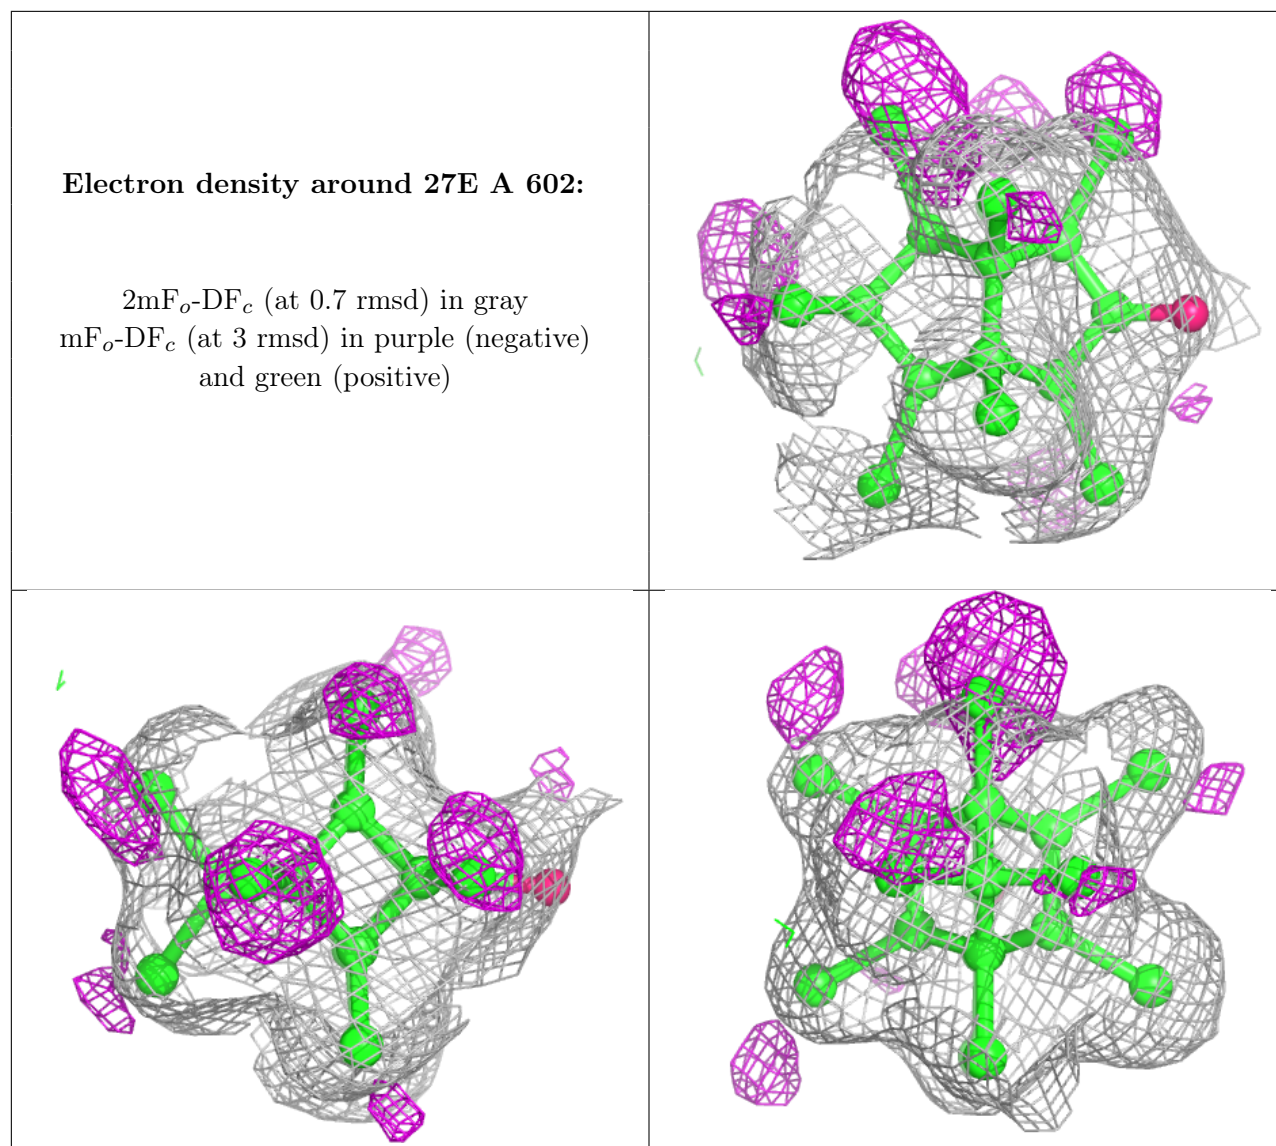 Electron density around 27E A 602:
2mFo-DFc (at 0.7 rmsd) in gray
mFo-DFc (at 3 rmsd) in purple (negative)
and green (positive)